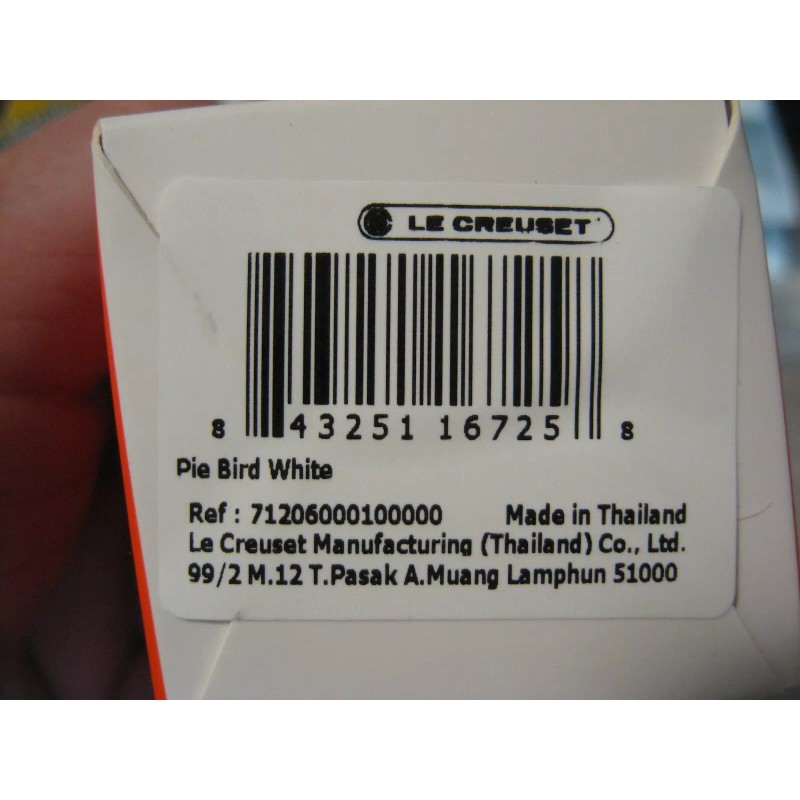 LE CREUSET
8 43251 16725 8
Pie Bird White
Ref : 71206000100000 Made in Thailand
Le Creuset Manufacturing (Thailand) Co., Ltd.
99/2 M.12 T.Pasak A.Muang Lamphun 51000